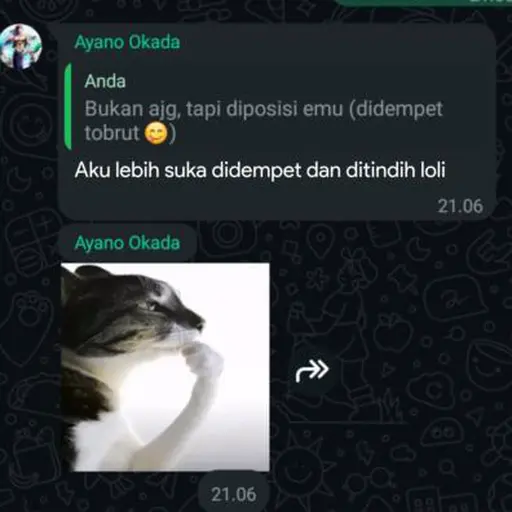 Ayano Okada
Anda
Bukan ajg, tapi diposisi emu (didempet
tobrut 😊)
Aku lebih suka didempet dan ditindih loli
21.06
Ayano Okada
21.06